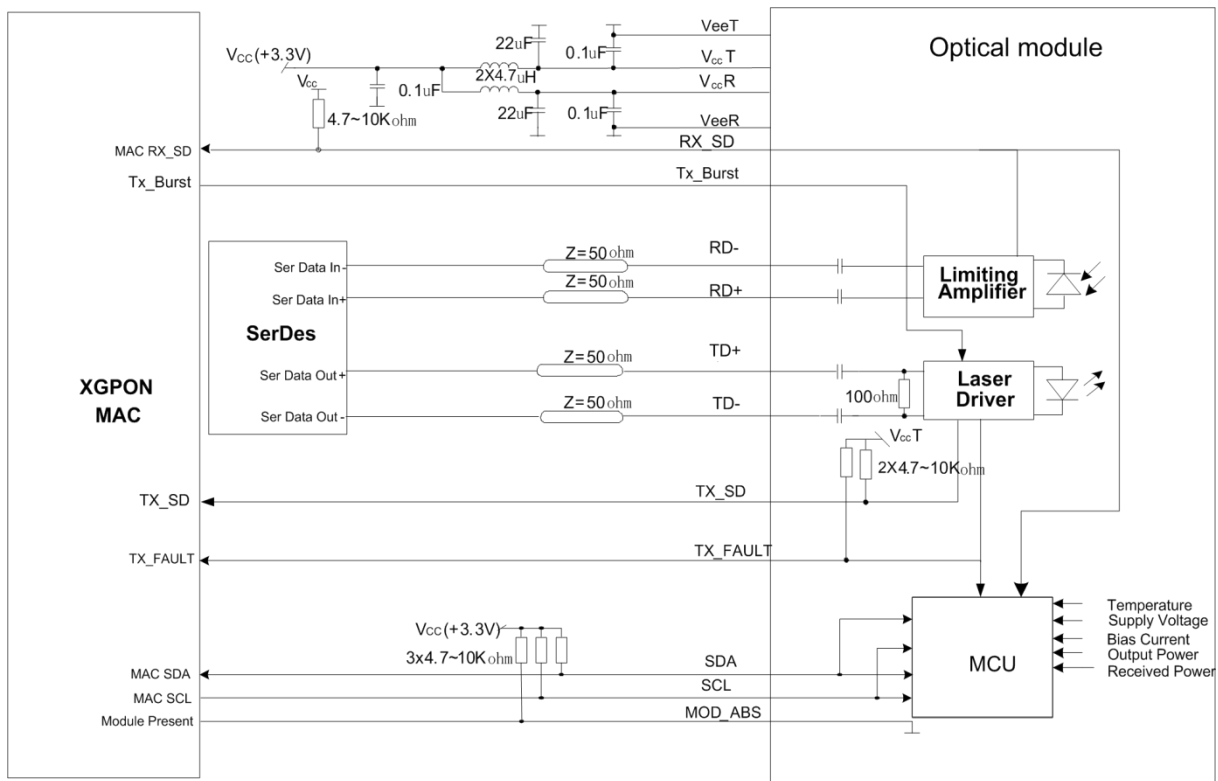 VeeT
22uF
0.1uF
Optical module
VCC(+3.3V)
VccT
2X4.7uH
VccR
Vcc
0.1uF
22uF
0.1uF
4.7~10Kohm
VeeR
MAC RX_SD
RX_SD
Tx_Burst
Tx_Burst
Z=50ohm
RD-
Ser Data In-
Z=50ohm
Limiting
Amplifier
Ser Data In+
RD+
SerDes
Z=50ohm
TD+
Ser Data Out+
Laser
Driver
XGPON
MAC
Z=50ohm
100ohm
Ser Data Out-
TD-
VccT
2X4.7~10Kohm
TX_SD
TX_SD
TX_FAULT
TX_FAULT
Temperature
Supply Voltage
VCC(+3.3V)
Bias Current
3x4.7~10Kohm
Output Power
MCU
Received Power
MAC SDA
SDA
MAC SCL
SCL
Module Present
MOD_ABS